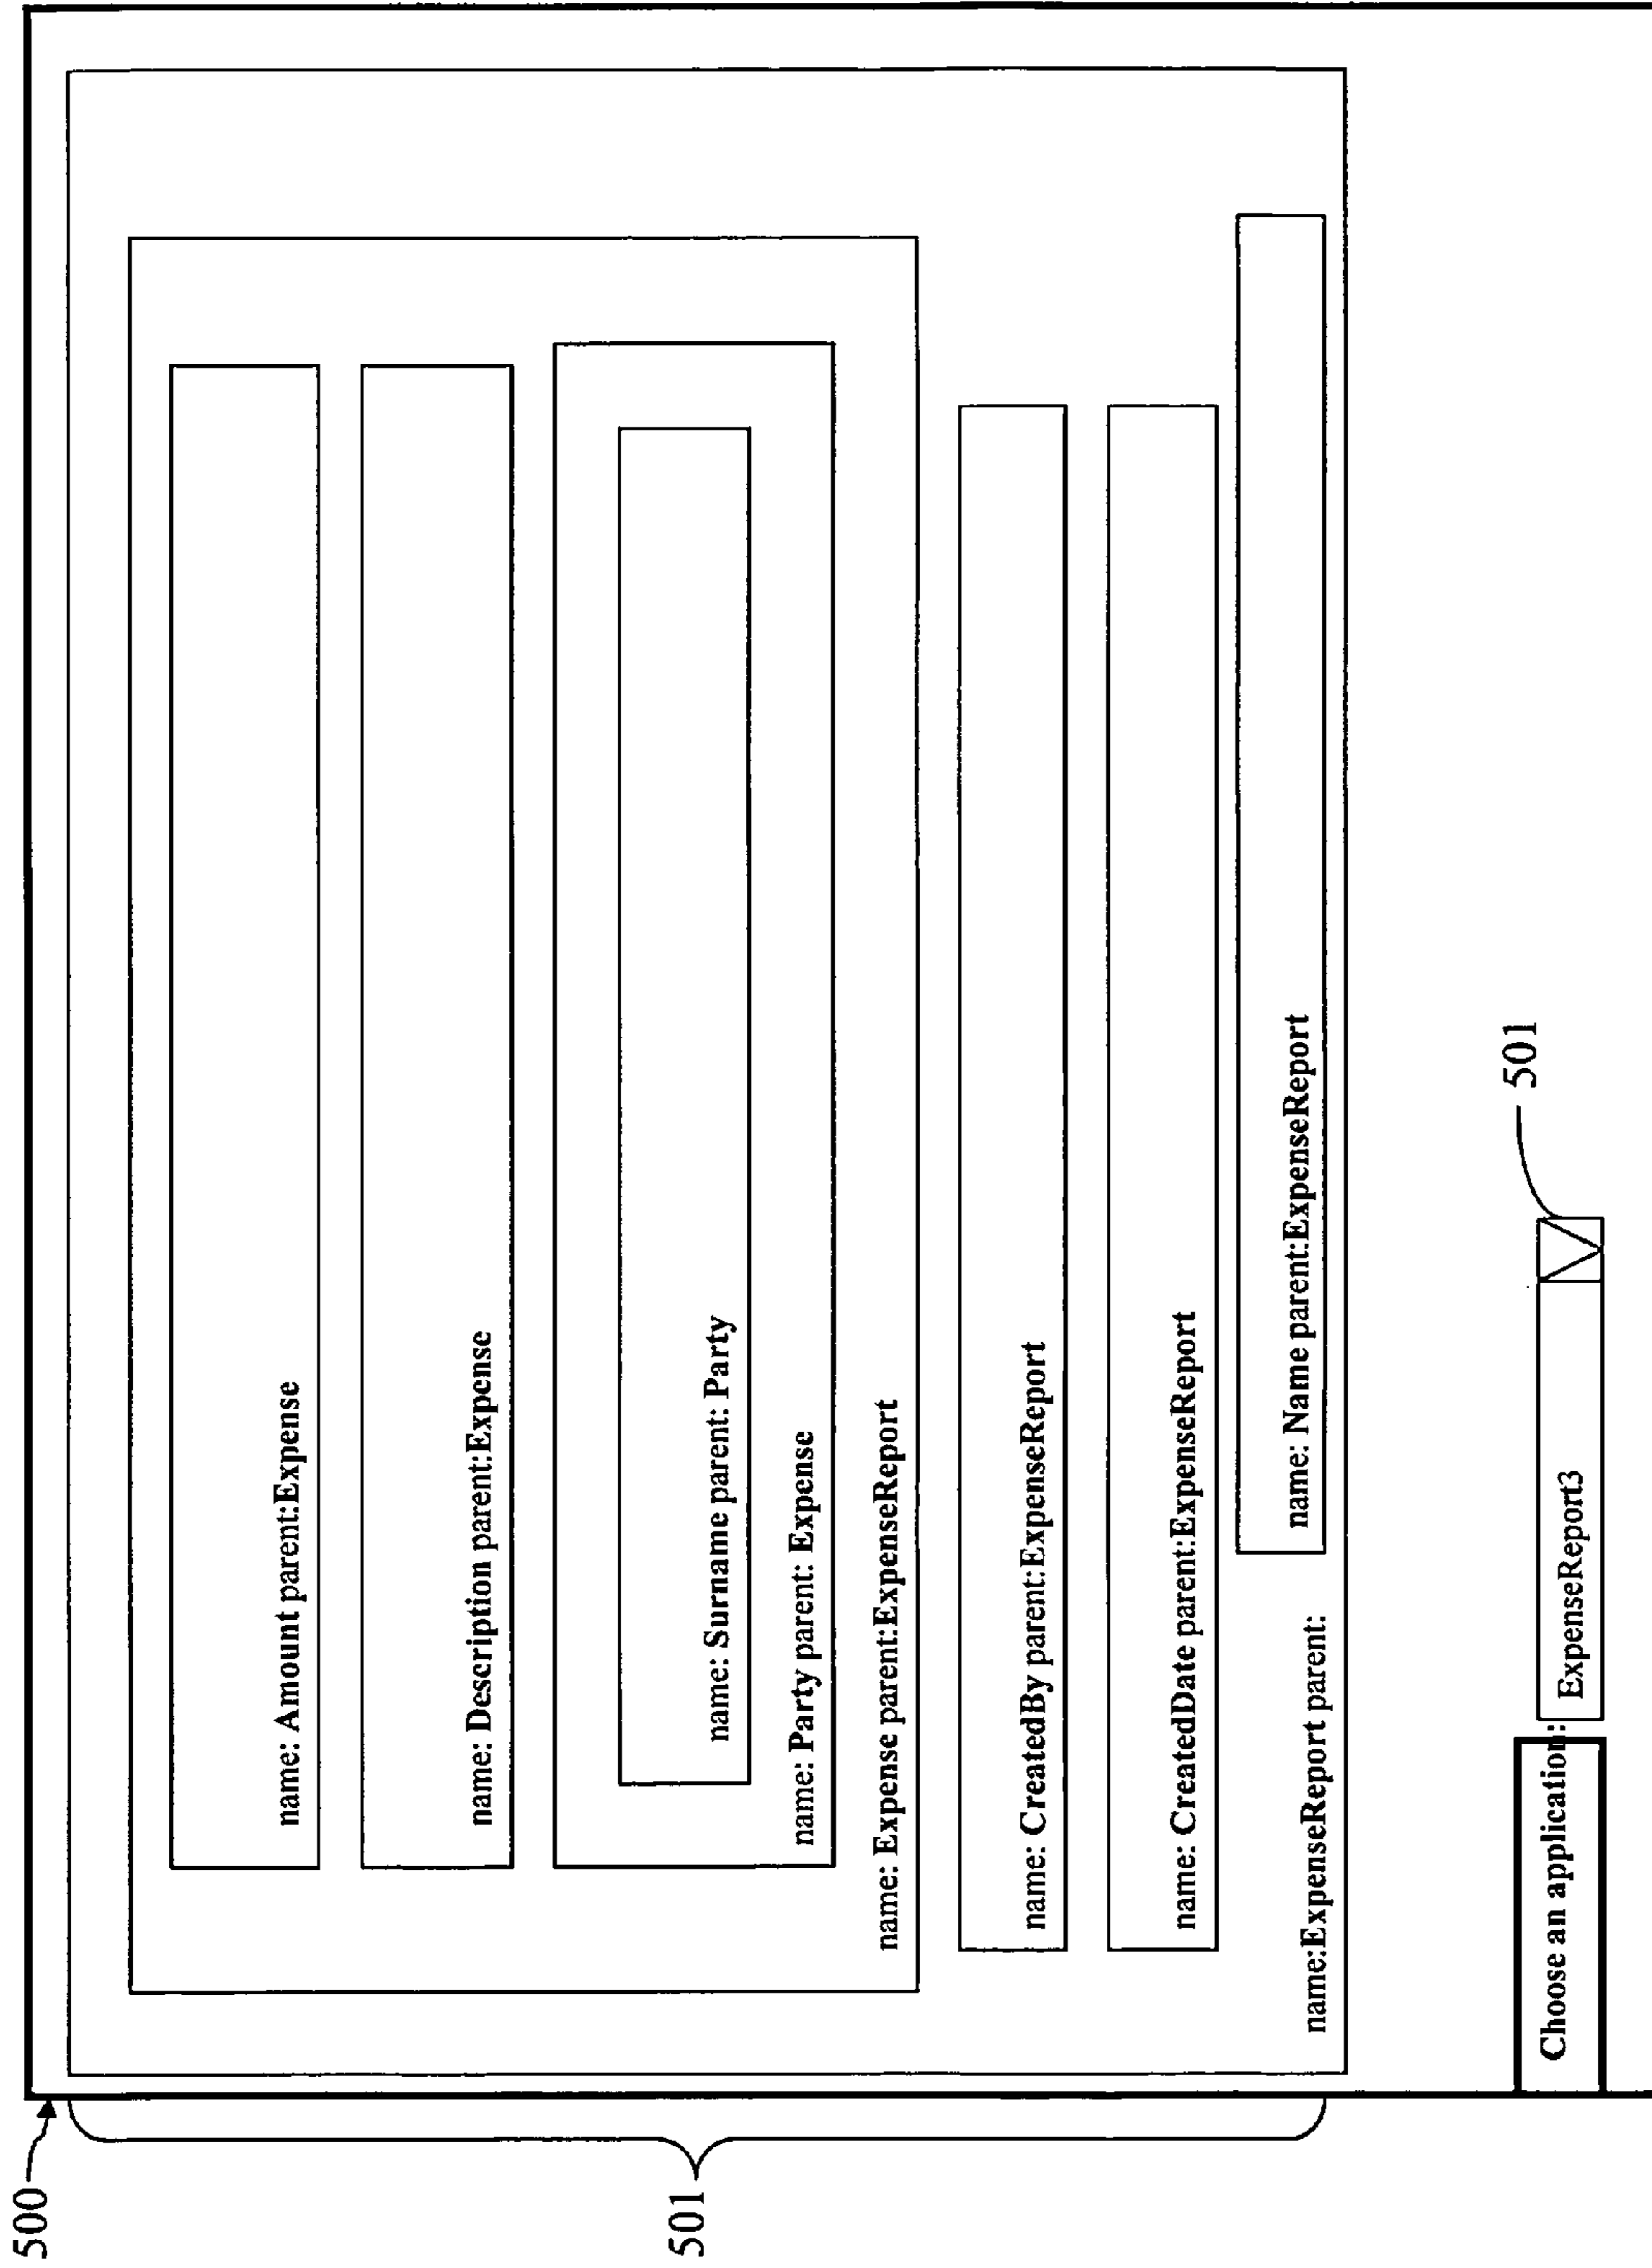 500
name: Amount parent:Expense
name: Description parent:Expense
501
name: Surname parent: Party
name: Party parent: Expense
name: Expense parent:ExpenseReport
name: CreatedBy parent:ExpenseReport
name: CreatedDate parent:ExpenseReport
name: Name parent:ExpenseReport
name:ExpenseReport parent:
501
Choose an application: ExpenseReport3